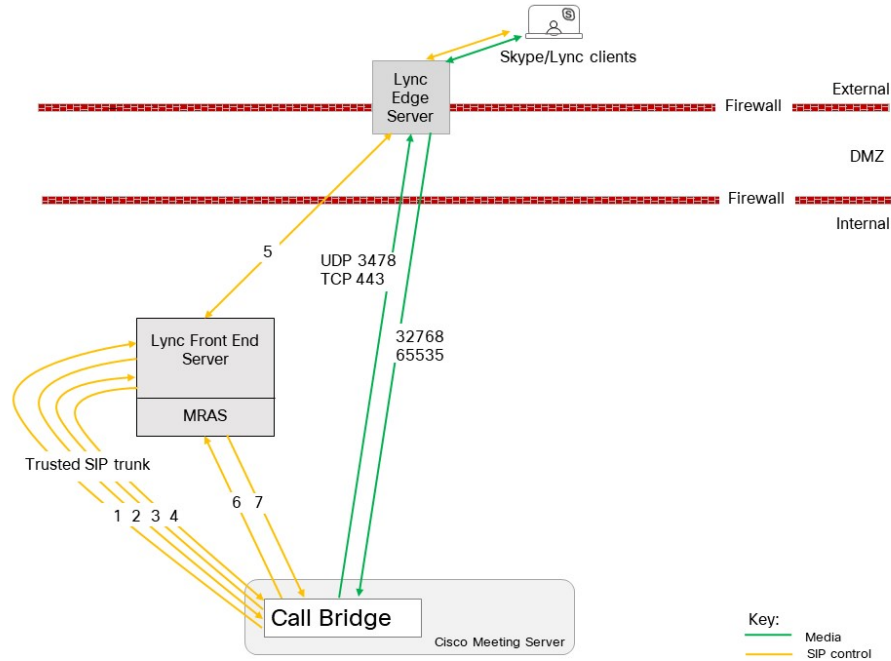 S
Skype/Lync clients
Lync
Edge
Server
External
Firewall
Firewall
DMZ
Firewall
Firewall
Internal
5
UDP 3478
TCP 443
32768
65535
Lync Front End
Server
MRAS
Trusted SIP trunk
6 7
1 2 3 4
Call Bridge
Cisco Meeting Server
Key:
Media
SIP control